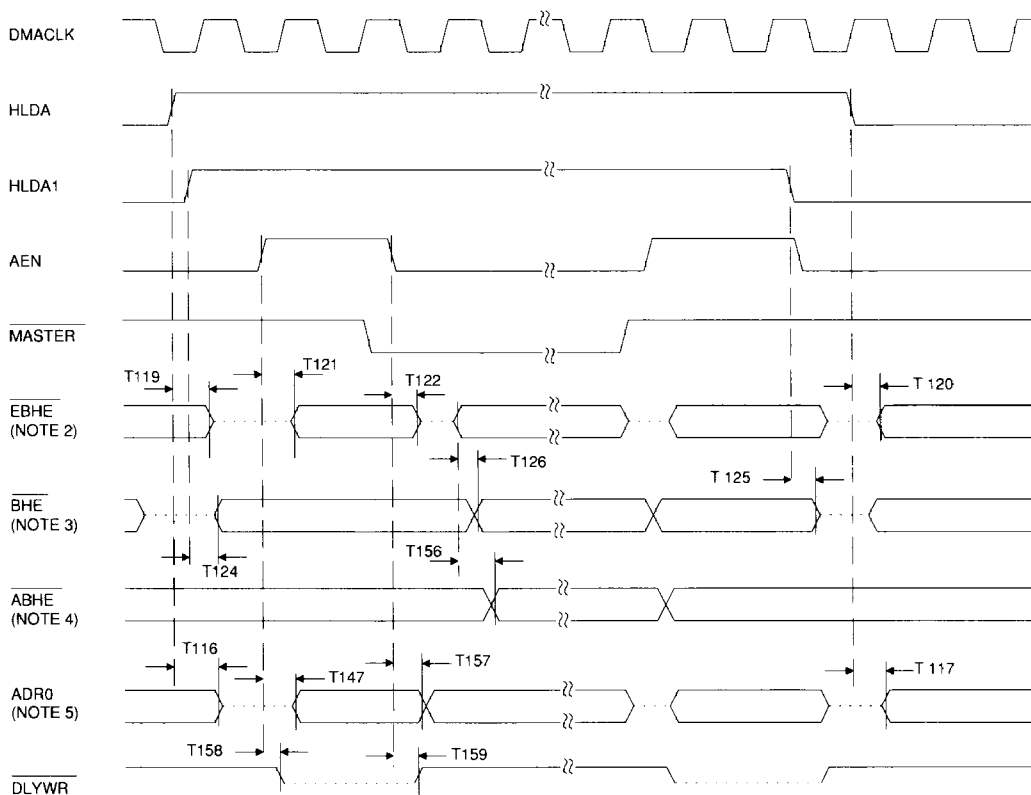 DMACLK
HLDA
HLDA1
AEN
MASTER
T119
T121
T122
T 120
EBHE
(NOTE 2)
T126
T 125
BHE
(NOTE 3)
T124
T156
ABHE
(NOTE 4)
T116
T147
T157
T 117
ADR0
(NOTE 5)
T158
T159
DLYWR